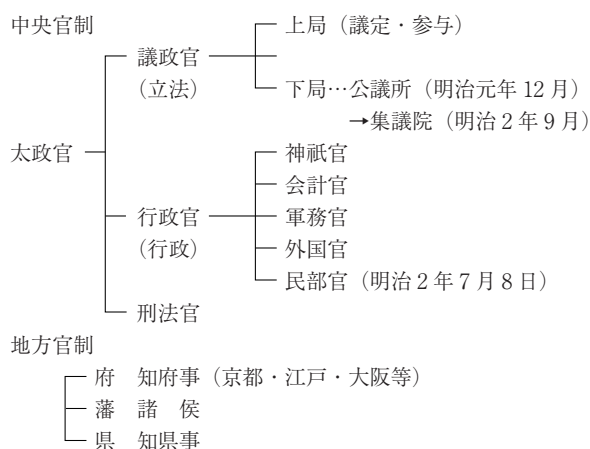 中央官制
上局（議定・参与）
議政官
（立法）
下局…公議所（明治元年 12 月）
→集議院（明治 2 年 9 月）
太政官
神祇官
会計官
行政官
軍務官
（行政）
外国官
民部官（明治 2 年 7 月 8 日）
刑法官
地方官制
府 知府事（京都・江戸・大阪等）
藩 諸 侯
県 知県事